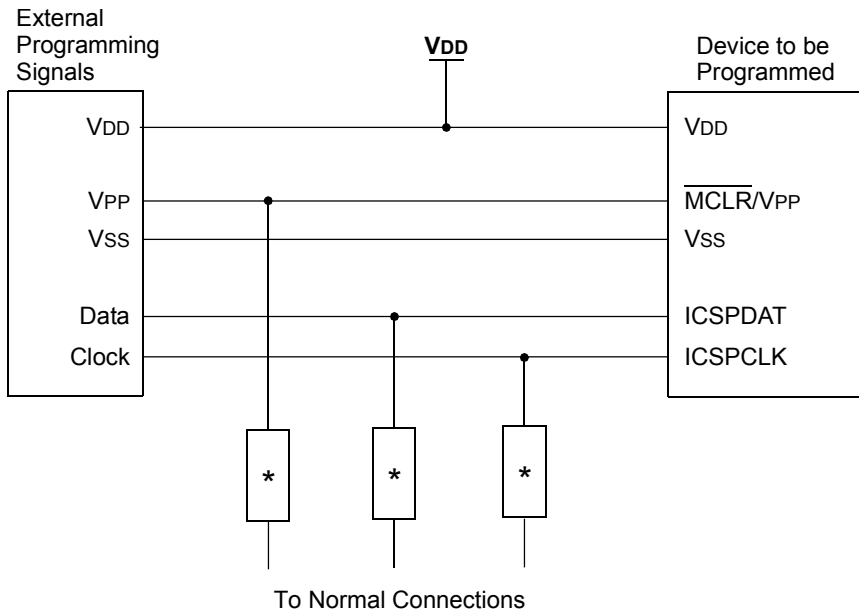 External
Programming
Signals
VDD
Device to be
Programmed
VDD
VDD
VPP
MCLR/VPP
VSS
VSS
Data
ICSPDAT
Clock
ICSPCLK
*
*
*
To Normal Connections